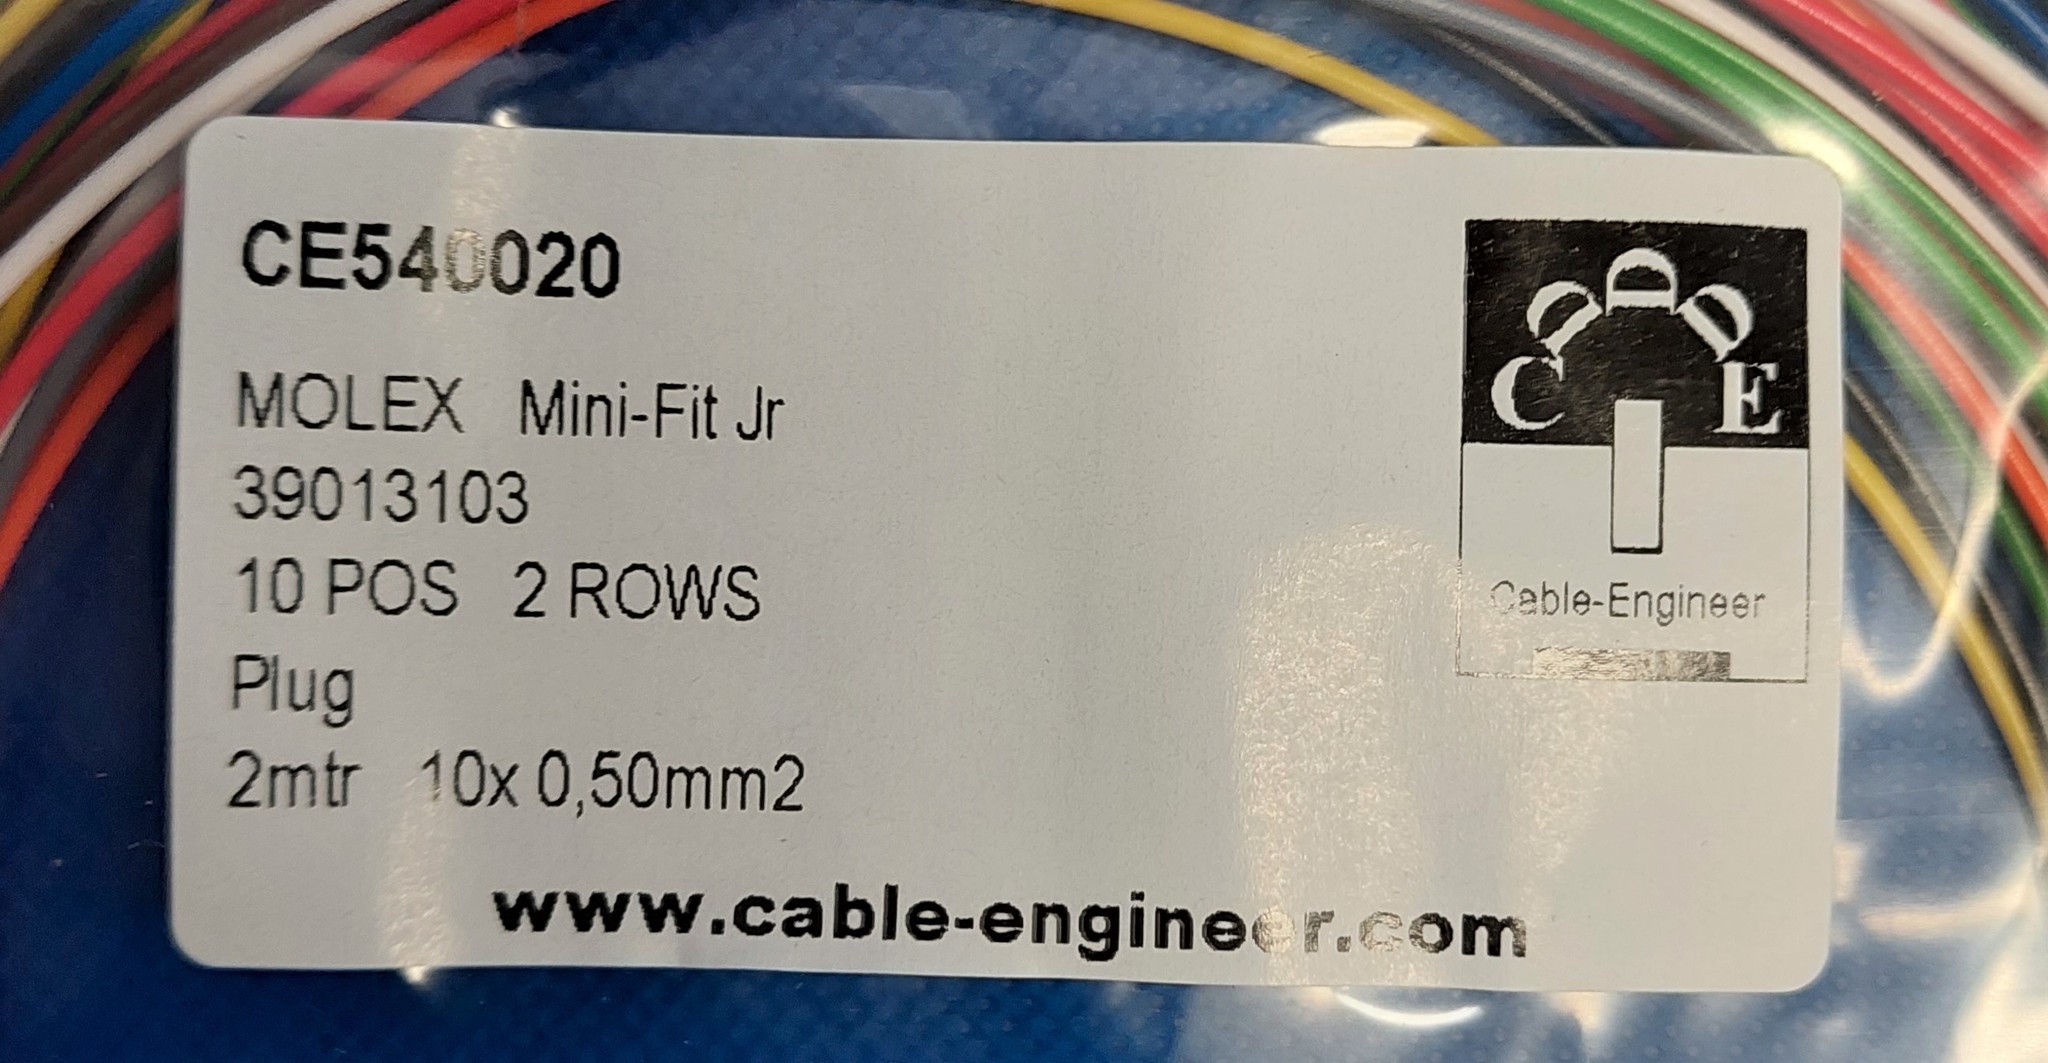 CE540020
MOLEX Mini-Fit Jr
39013103
10 POS 2 ROWS
Plug
2mtr 10x 0,50mm2
www.cable-engineer.com
C E
Cable-Engineer